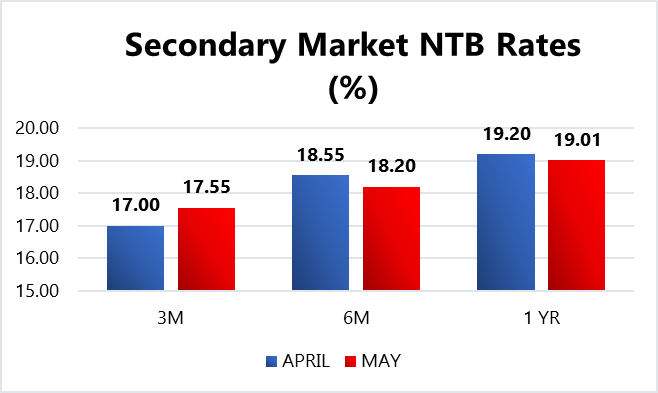 Secondary Market NTB Rates
(%)
20.00
19.00
18.00
17.00
16.00
15.00
17.00
17.55
18.55
18.20
19.20
19.01
3M
6M
1 YR
APRIL
MAY